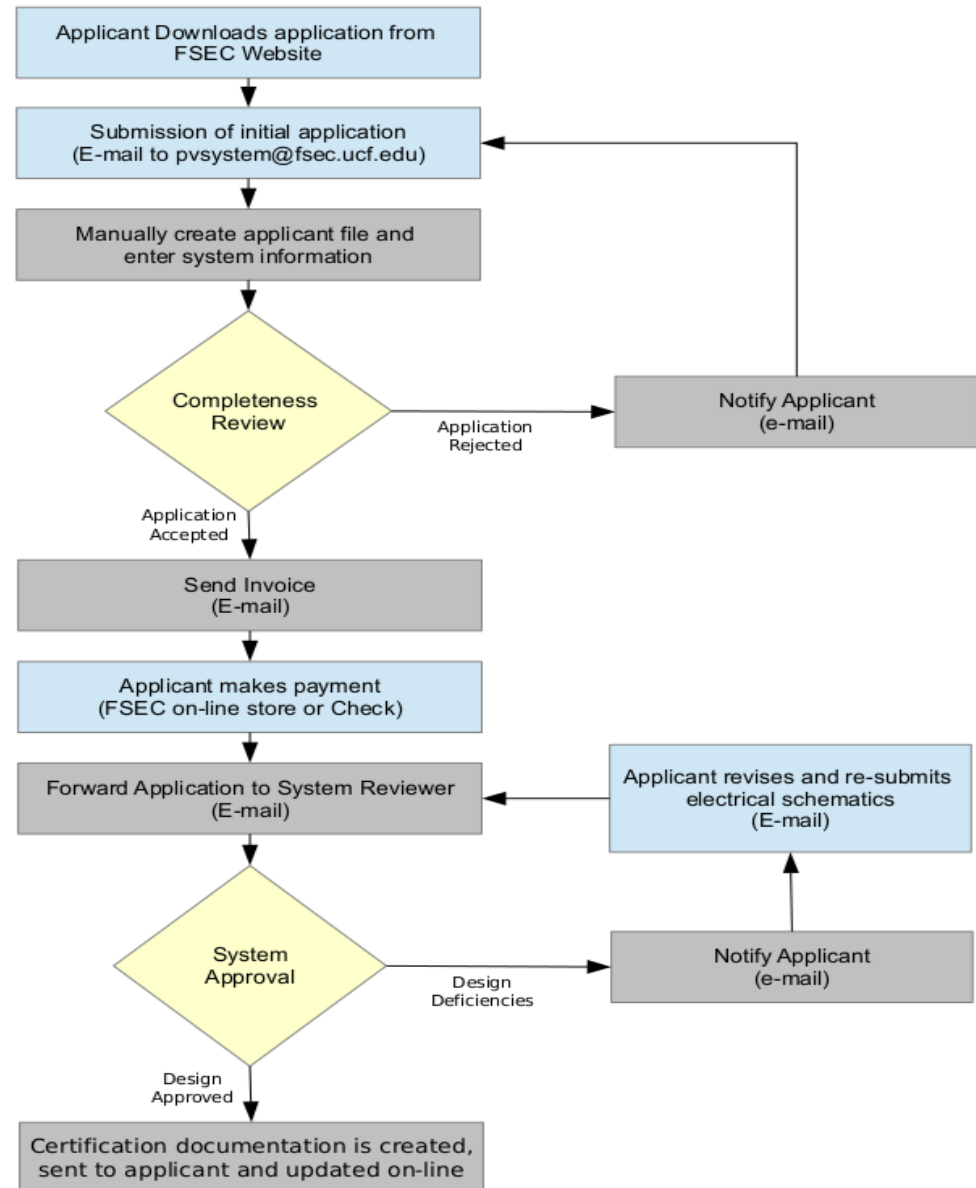 Applicant Downloads application from
FSEC Website
Submission of initial application
(E-mail to pvsystem@fsec.ucf.edu)
Manually create applicant file and
enter system information
Completeness
Review
Application
Rejected
Notify Applicant
(e-mail)
Application
Accepted
Send Invoice
(E-mail)
Applicant makes payment
(FSEC on-line store or Check)
Forward Application to System Reviewer
(E-mail)
Applicant revises and re-submits
electrical schematics
(E-mail)
System
Approval
Design
Deficiencies
Notify Applicant
(e-mail)
Design
Approved
Certification documentation is created,
sent to applicant and updated on-line